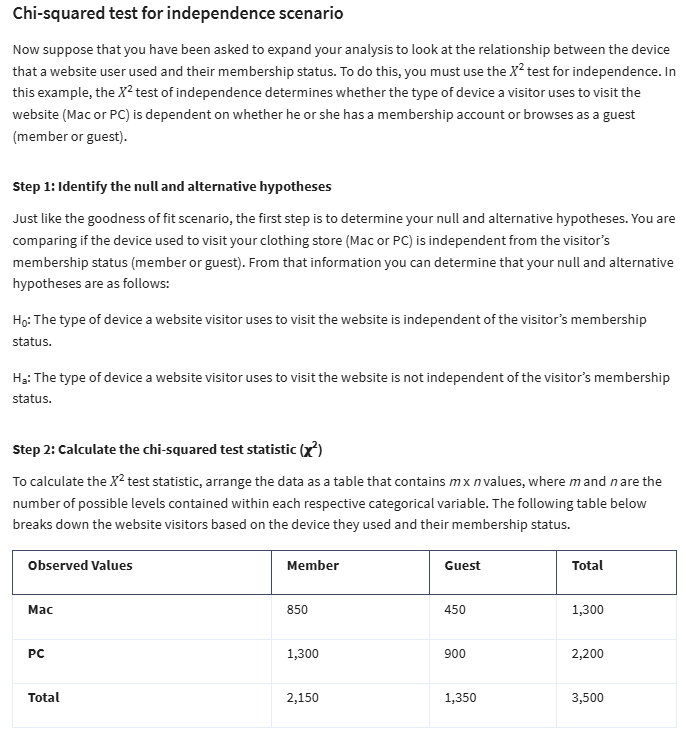 Chi-squared test for independence scenario
Now suppose that you have been asked to expand your analysis to look at the relationship between the device
that a website user used and their membership status. To do this, you must use the X² test for independence. In
this example, the X² test of independence determines whether the type of device a visitor uses to visit the
website (Mac or PC) is dependent on whether he or she has a membership account or browses as a guest
(member or guest).
Step 1: Identify the null and alternative hypotheses
Just like the goodness of fit scenario, the first step is to determine your null and alternative hypotheses. You are
comparing if the device used to visit your clothing store (Mac or PC) is independent from the visitor's
membership status (member or guest). From that information you can determine that your null and alternative
hypotheses are as follows:
H₀: The type of device a website visitor uses to visit the website is independent of the visitor's membership
status.
Hₐ: The type of device a website visitor uses to visit the website is not independent of the visitor's membership
status.
Step 2: Calculate the chi-squared test statistic (χ²)
To calculate the X² test statistic, arrange the data as a table that contains m x n values, where m and n are the
number of possible levels contained within each respective categorical variable. The following table below
breaks down the website visitors based on the device they used and their membership status.
Observed Values Member Guest Total
Mac 850 450 1,300
PC 1,300 900 2,200
Total 2,150 1,350 3,500